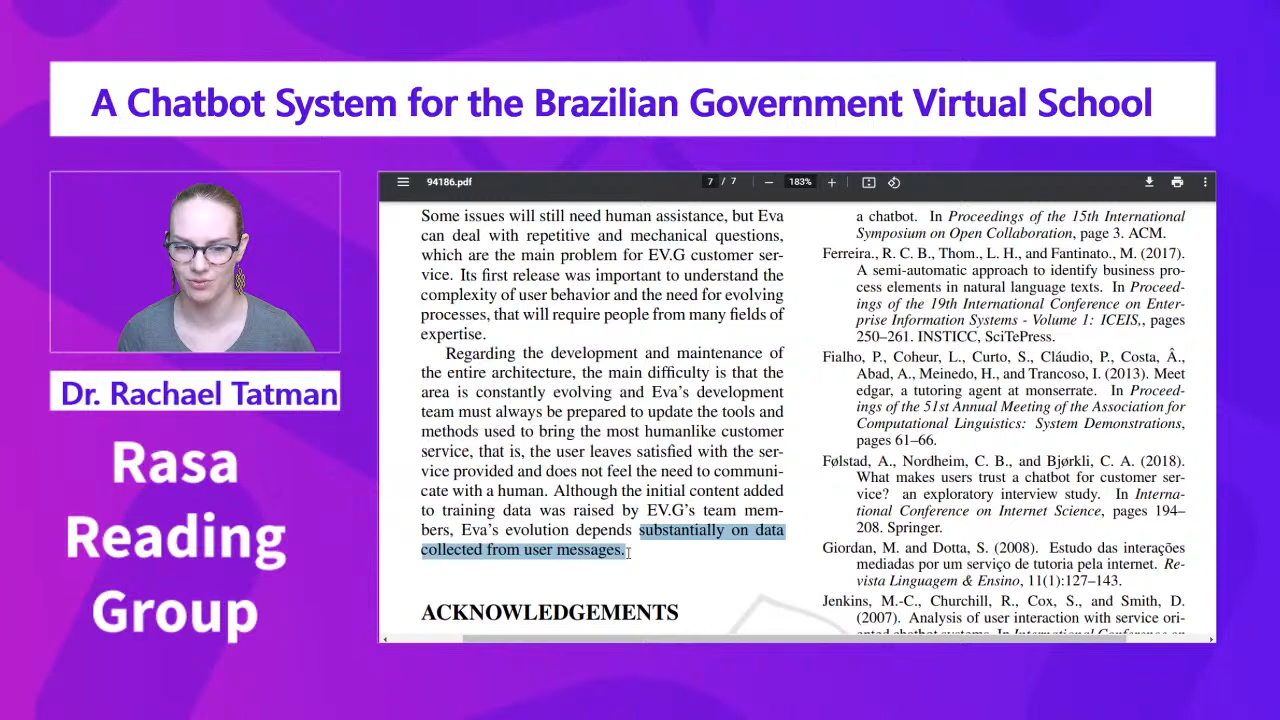 A Chatbot System for the Brazilian Government Virtual School
Dr. Rachael Tatman
Rasa
Reading
Group
94186.pdf
7 / 7
183%
Some issues will still need human assistance, but Eva
can deal with repetitive and mechanical questions,
which are the main problem for EV.G customer ser-
vice. Its first release was important to understand the
complexity of user behavior and the need for evolving
processes, that will require people from many fields of
expertise.
Regarding the development and maintenance of
the entire architecture, the main difficulty is that the
area is constantly evolving and Eva's development
team must always be prepared to update the tools and
methods used to bring the most humanlike customer
service, that is, the user leaves satisfied with the ser-
vice provided and does not feel the need to communi-
cate with a human. Although the initial content added
to training data was raised by EV.G's team mem-
bers, Eva's evolution depends substantially on data
collected from user messages.
ACKNOWLEDGEMENTS
a chatbot. In Proceedings of the 15th International
Symposium on Open Collaboration, page 3. ACM.
Ferreira., R. C. B., Thom., L. H., and Fantinato., M. (2017).
A semi-automatic approach to identify business pro-
cess elements in natural language texts. In Proceed-
ings of the 19th International Conference on Enter-
prise Information Systems - Volume 1: ICEIS,, pages
250–261. INSTICC, SciTePress.
Fialho, P., Coheur, L., Curto, S., Cláudio, P., Costa, Â.,
Abad, A., Meinedo, H., and Trancoso, I. (2013). Meet
edgar, a tutoring agent at monserrate. In Proceed-
ings of the 51st Annual Meeting of the Association for
Computational Linguistics: System Demonstrations,
pages 61–66.
Følstad, A., Nordheim, C. B., and Bjørkli, C. A. (2018).
What makes users trust a chatbot for customer ser-
vice? an exploratory interview study. In Interna-
tional Conference on Internet Science, pages 194–
208. Springer.
Giordan, M. and Dotta, S. (2008). Estudo das interações
mediadas por um serviço de tutoria pela internet. Re-
vista Linguagem & Ensino, 11(1):127–143.
Jenkins, M.-C., Churchill, R., Cox, S., and Smith, D.
(2007). Analysis of user interaction with service ori-
ented chatbot systems. In International Conference on